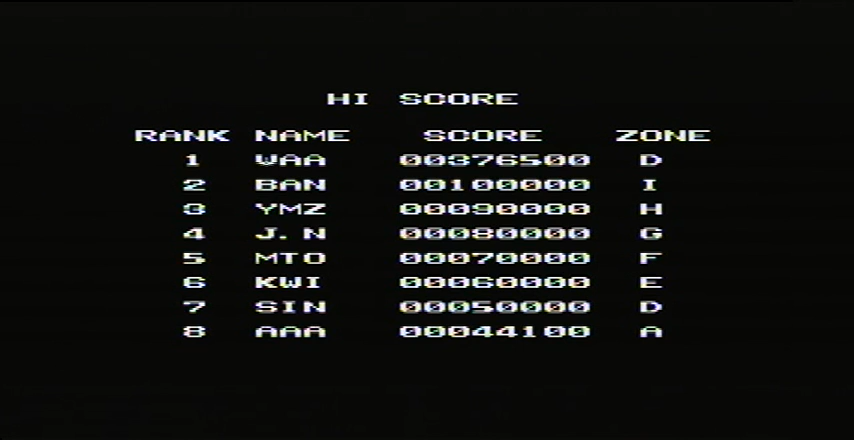 HI SCORE
RANK NAME SCORE ZONE
1 WAA 00376500 D
2 BAN 00100000 I
3 YMZ 00090000 H
4 J. N 00080000 G
5 MTO 00070000 F
6 KWI 00060000 E
7 SIN 00050000 D
8 AAA 00044100 A